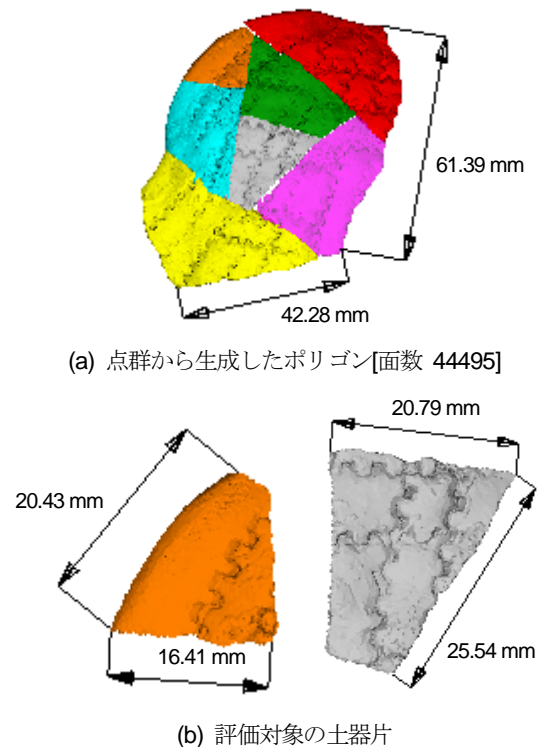 61.39 mm
42.28 mm
(a) 点群から生成したポリゴン[面数 44495]
20.79 mm
20.43 mm
16.41 mm
25.54 mm
(b) 評価対象の土器片